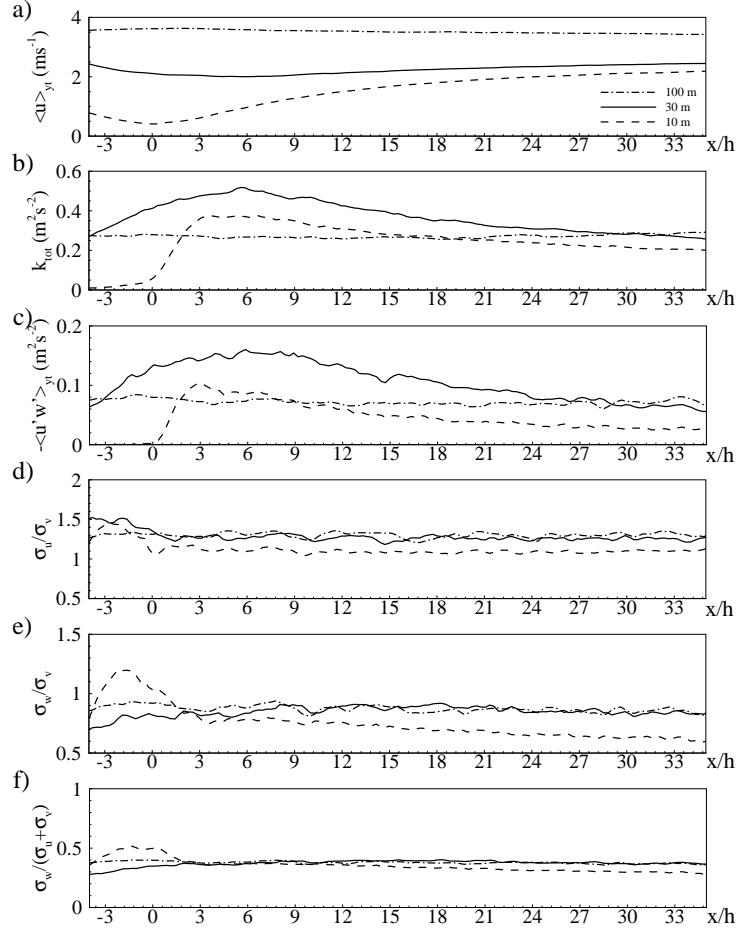 a)
<u>yt (ms-1)
4
2
0
100 m
30 m
10 m
-3 0 3 6 9 12 15 18 21 24 27 30 33 x/h
b)
ktot (m2s-2)
0.6
0.4
0.2
0
-3 0 3 6 9 12 15 18 21 24 27 30 33 x/h
c)
-<u'w'>yt (m2s-2)
0.2
0.1
0
-3 0 3 6 9 12 15 18 21 24 27 30 33 x/h
d)
σu/σv
2
1.5
1
0.5
-3 0 3 6 9 12 15 18 21 24 27 30 33 x/h
e)
σw/σv
1.5
1
0.5
-3 0 3 6 9 12 15 18 21 24 27 30 33 x/h
f)
σw/(σu+σv)
1
0.5
0
-3 0 3 6 9 12 15 18 21 24 27 30 33 x/h